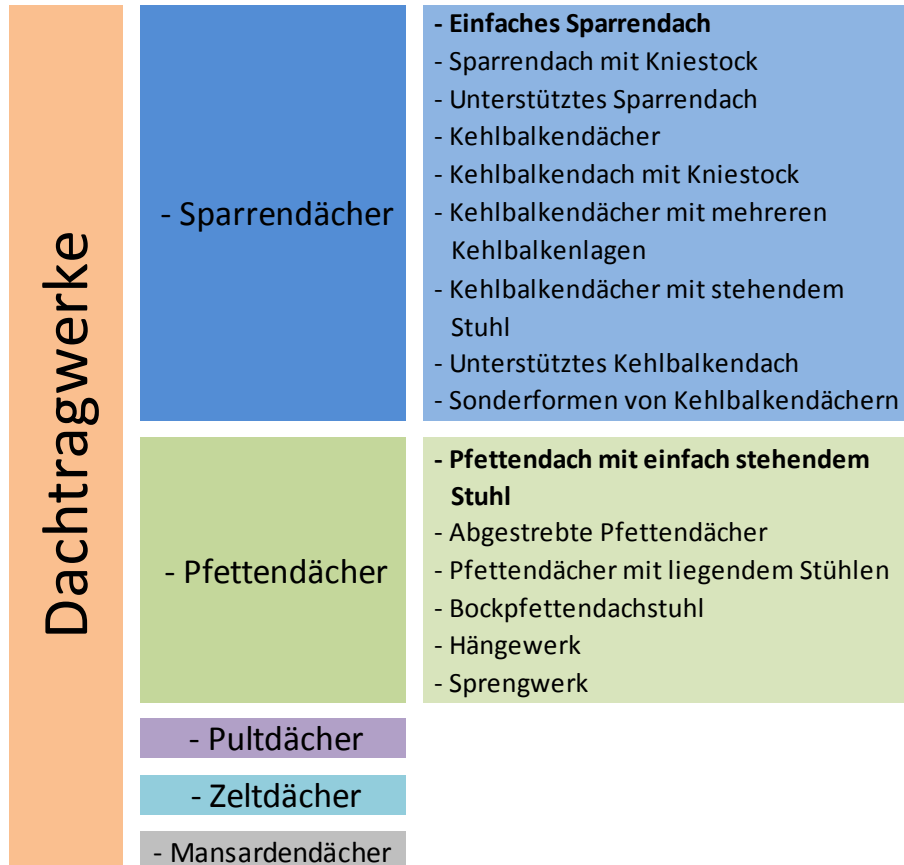 Dachtragwerke
- Sparrendächer
- Einfaches Sparrendach
- Sparrendach mit Kniestock
- Unterstütztes Sparrendach
- Kehlbalkendächer
- Kehlbalkendach mit Kniestock
- Kehlbalkendächer mit mehreren
Kehlbalkenlagen
- Kehlbalkendächer mit stehendem
Stuhl
- Unterstütztes Kehlbalkendach
- Sonderformen von Kehlbalkendächern
- Pfettendächer
- Pfettendach mit einfach stehendem
Stuhl
- Abgestrebte Pfettendächer
- Pfettendächer mit liegendem Stühlen
- Bockpfettendachstuhl
- Hängewerk
- Sprengwerk
- Pultdächer
- Zeltdächer
- Mansardendächer